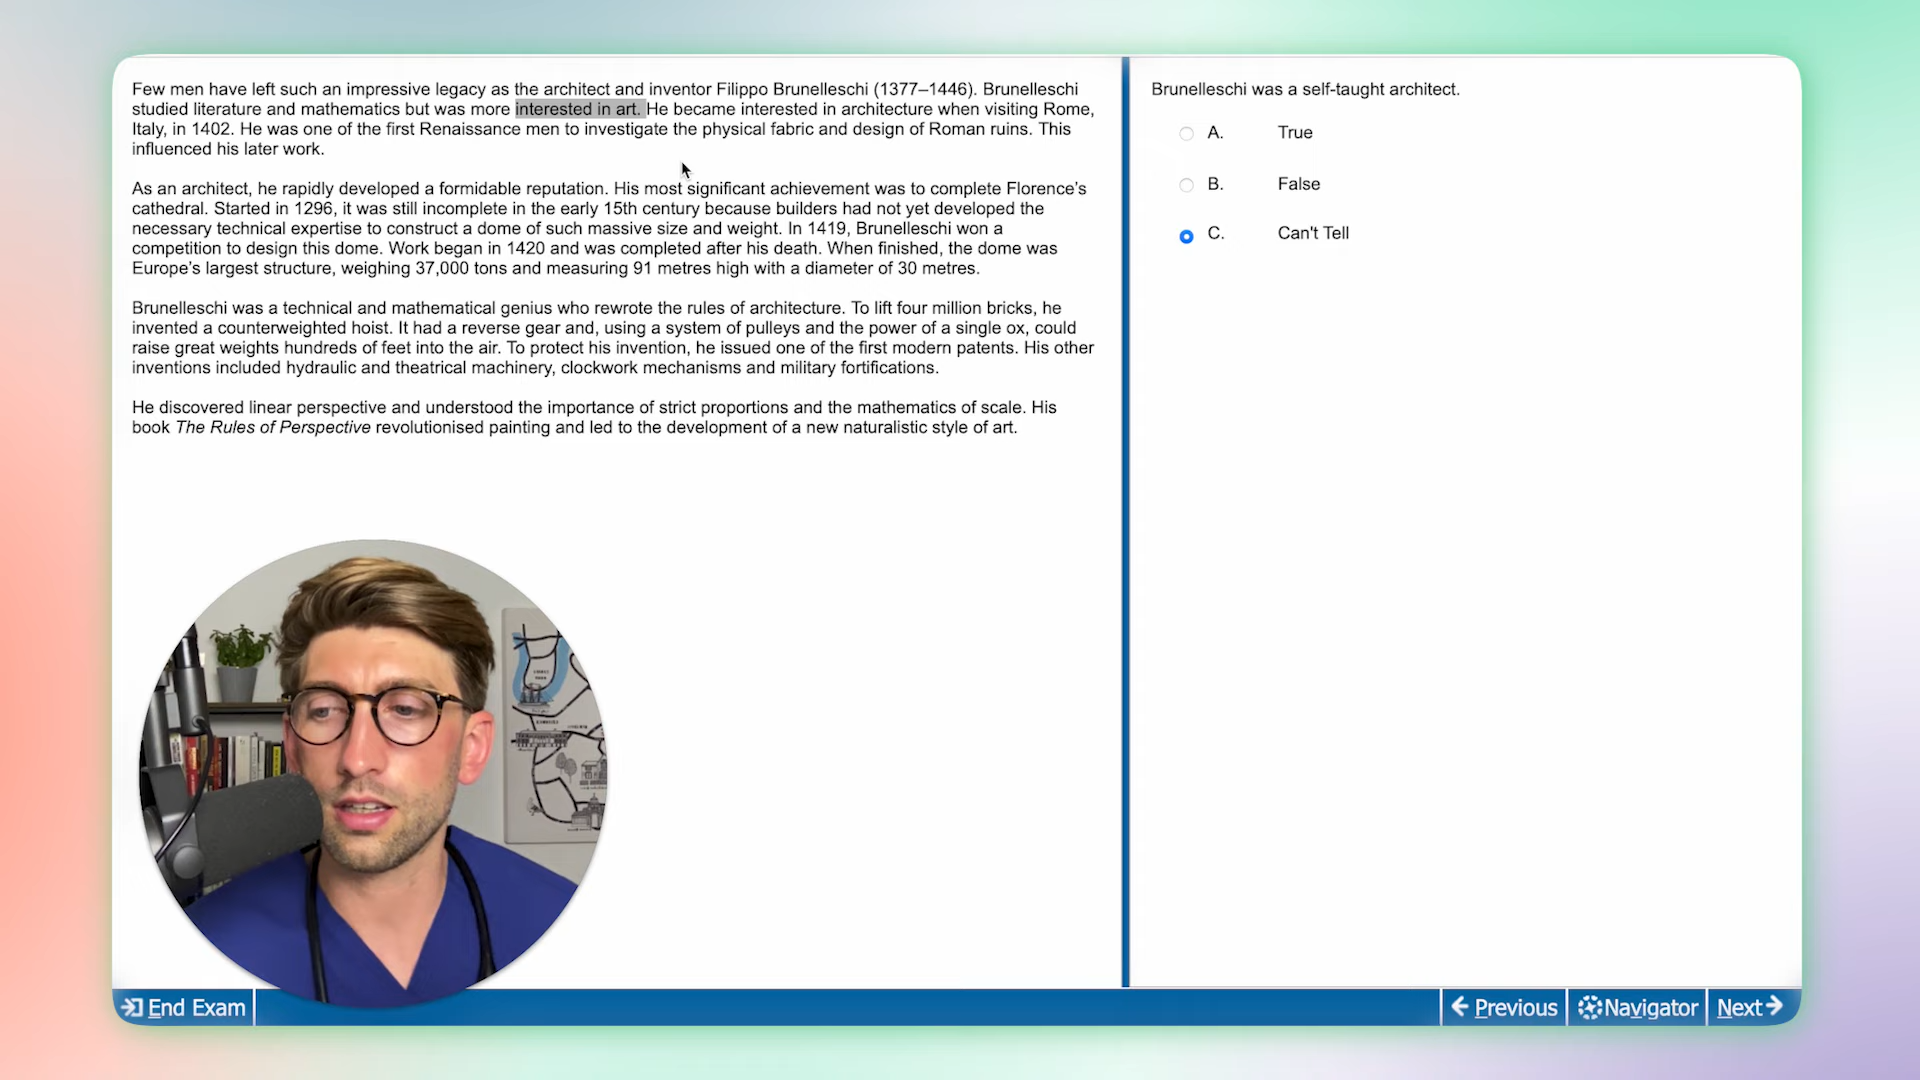 Few men have left such an impressive legacy as the architect and inventor Filippo Brunelleschi (1377–1446). Brunelleschi
studied literature and mathematics but was more interested in art. He became interested in architecture when visiting Rome,
Italy, in 1402. He was one of the first Renaissance men to investigate the physical fabric and design of Roman ruins. This
influenced his later work.
As an architect, he rapidly developed a formidable reputation. His most significant achievement was to complete Florence's
cathedral. Started in 1296, it was still incomplete in the early 15th century because builders had not yet developed the
necessary technical expertise to construct a dome of such massive size and weight. In 1419, Brunelleschi won a
competition to design this dome. Work began in 1420 and was completed after his death. When finished, the dome was
Europe's largest structure, weighing 37,000 tons and measuring 91 metres high with a diameter of 30 metres.
Brunelleschi was a technical and mathematical genius who rewrote the rules of architecture. To lift four million bricks, he
invented a counterweighted hoist. It had a reverse gear and, using a system of pulleys and the power of a single ox, could
raise great weights hundreds of feet into the air. To protect his invention, he issued one of the first modern patents. His other
inventions included hydraulic and theatrical machinery, clockwork mechanisms and military fortifications.
He discovered linear perspective and understood the importance of strict proportions and the mathematics of scale. His
book The Rules of Perspective revolutionised painting and led to the development of a new naturalistic style of art.
Brunelleschi was a self-taught architect.
A. True
B. False
C. Can't Tell
End Exam
Previous
Navigator
Next